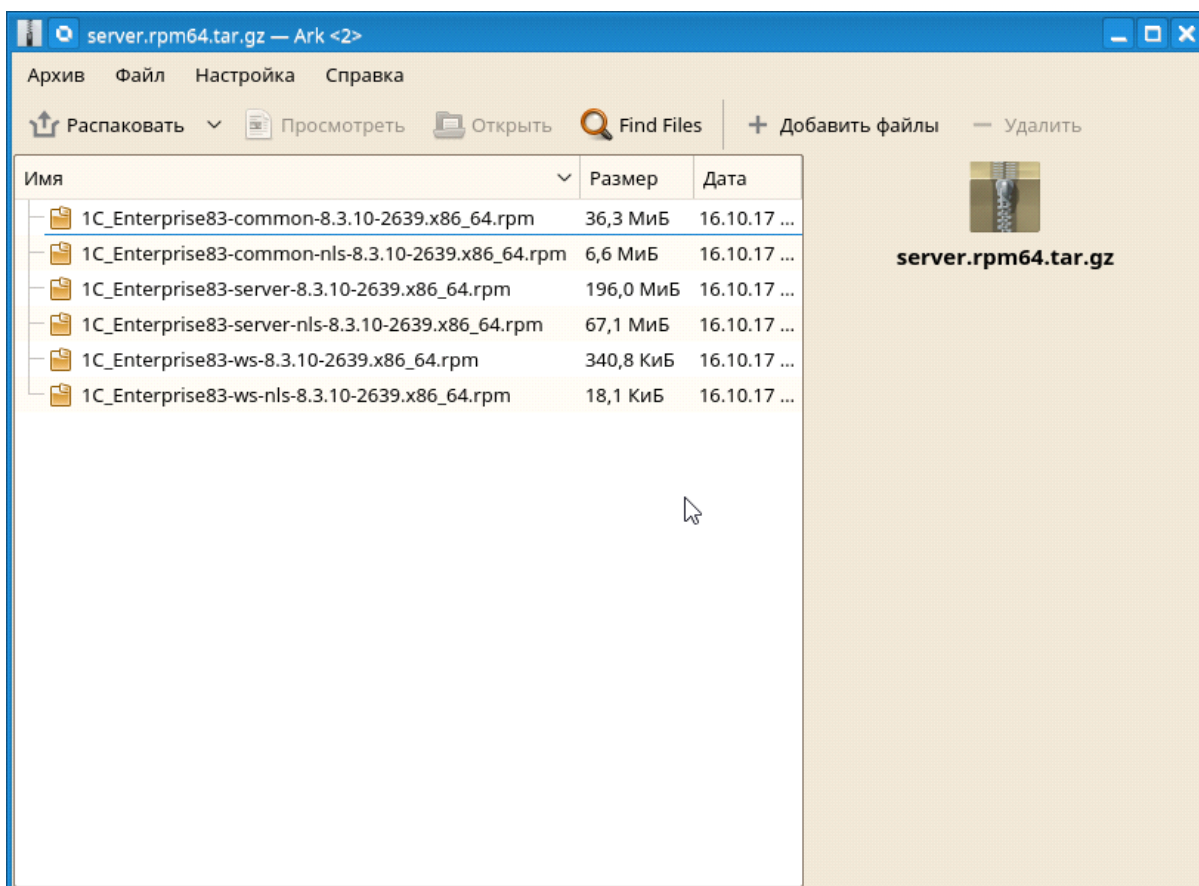 server.rpm64.tar.gz — Ark <2>
Архив Файл Настройка Справка
Распаковать Просмотреть Открыть Find Files Добавить файлы Удалить
Имя Размер Дата
1C_Enterprise83-common-8.3.10-2639.x86_64.rpm 36,3 МиБ 16.10.17 ...
1C_Enterprise83-common-nls-8.3.10-2639.x86_64.rpm 6,6 МиБ 16.10.17 ...
1C_Enterprise83-server-8.3.10-2639.x86_64.rpm 196,0 МиБ 16.10.17 ...
1C_Enterprise83-server-nls-8.3.10-2639.x86_64.rpm 67,1 МиБ 16.10.17 ...
1C_Enterprise83-ws-8.3.10-2639.x86_64.rpm 340,8 КиБ 16.10.17 ...
1C_Enterprise83-ws-nls-8.3.10-2639.x86_64.rpm 18,1 КиБ 16.10.17 ...
server.rpm64.tar.gz